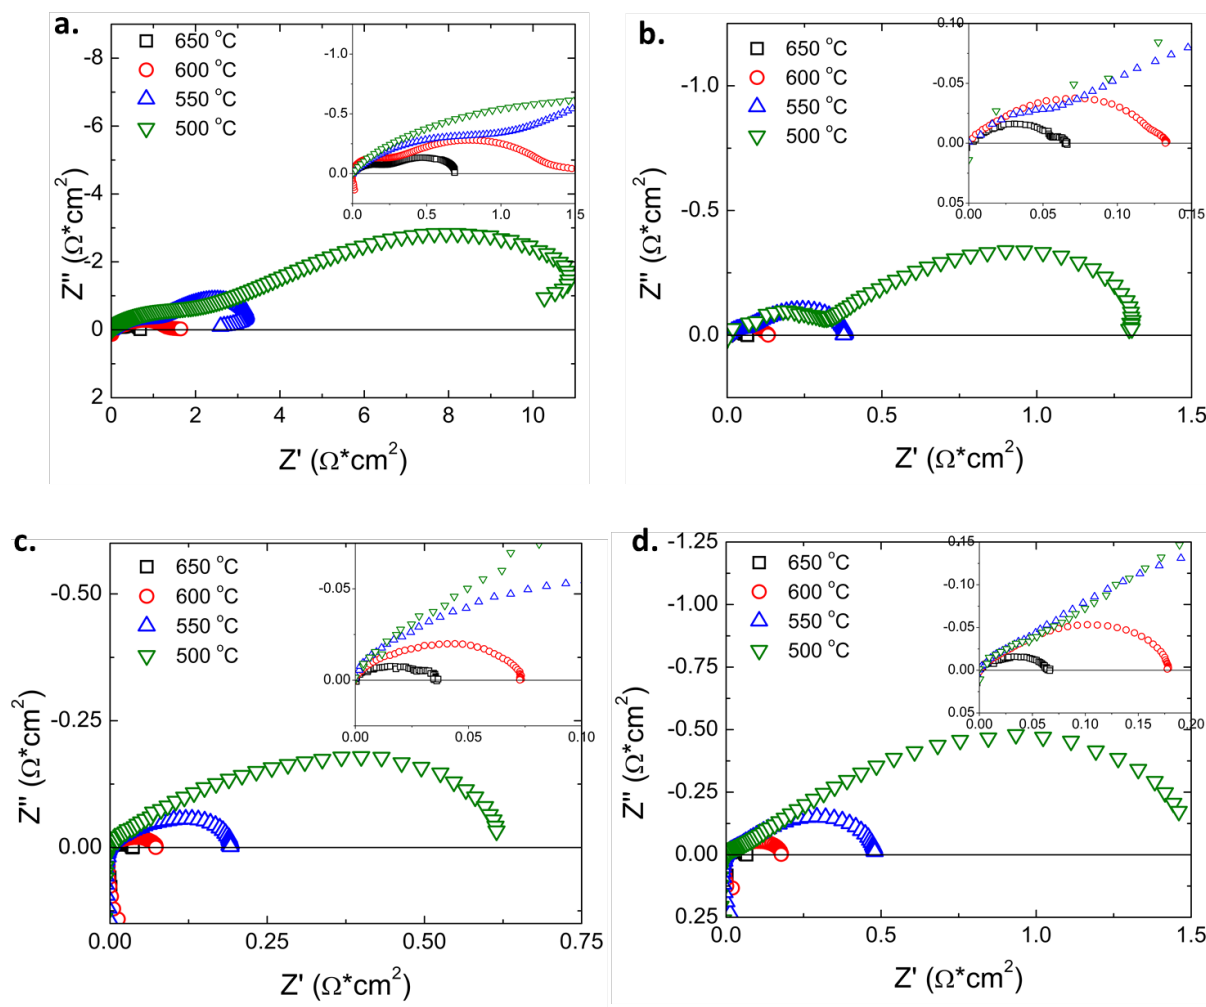 a.
650 °C
600 °C
550 °C
500 °C
-8
-6
-4
-2
0
2
Z'' (Ω*cm²)
0
2
4
6
8
10
Z' (Ω*cm²)
-1.0
-0.5
0.0
0.0
0.5
1.0
1.5
b.
650 °C
600 °C
550 °C
500 °C
-1.0
-0.5
0.0
Z'' (Ω*cm²)
0.0
0.5
1.0
1.5
Z' (Ω*cm²)
-0.10
-0.05
0.00
0.05
0.00
0.05
0.10
0.15
c.
650 °C
600 °C
550 °C
500 °C
-0.50
-0.25
0.00
Z'' (Ω*cm²)
0.00
0.25
0.50
0.75
Z' (Ω*cm²)
-0.05
0.00
0.00
0.05
0.10
d.
650 °C
600 °C
550 °C
500 °C
-1.25
-1.00
-0.75
-0.50
-0.25
0.00
0.25
Z'' (Ω*cm²)
0.0
0.5
1.0
1.5
Z' (Ω*cm²)
0.15
-0.10
-0.05
0.00
0.05
0.00
0.05
0.10
0.15
0.20